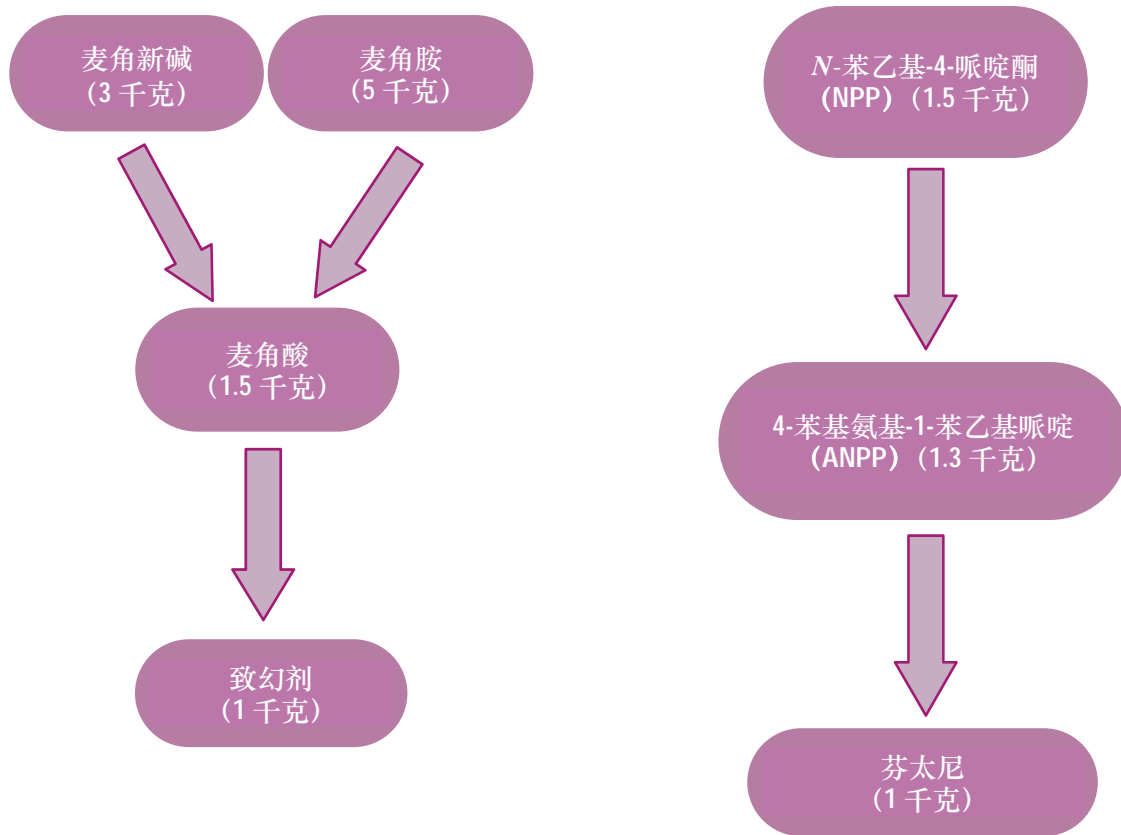 麦角新碱
（3 千克）
麦角胺
（5 千克）
麦角酸
（1.5 千克）
致幻剂
（1 千克）
N-苯乙基-4-哌啶酮
（NPP）（1.5 千克）
4-苯基氨基-1-苯乙基哌啶
（ANPP）（1.3 千克）
芬太尼
（1 千克）